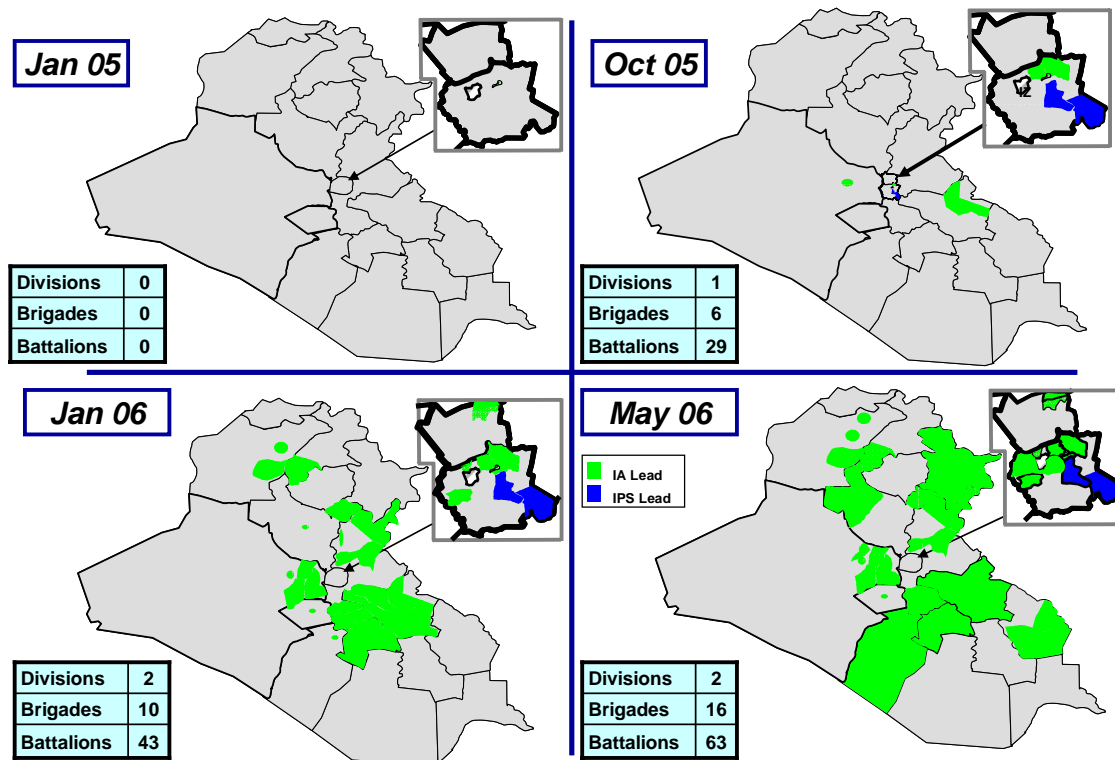 Jan 05
Divisions 0
Brigades 0
Battalions 0
Oct 05
IZ
Divisions 1
Brigades 6
Battalions 29
Jan 06
Divisions 2
Brigades 10
Battalions 43
May 06
IA Lead
IPS Lead
Divisions 2
Brigades 16
Battalions 63